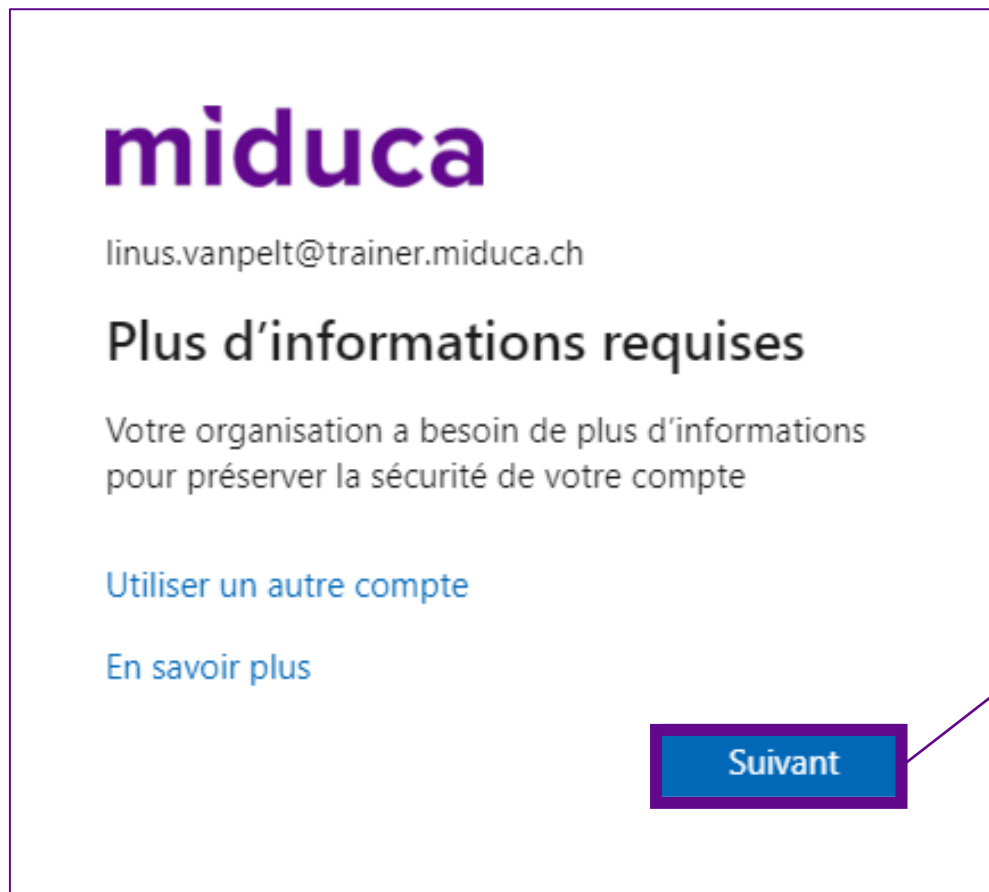 miduca
linus.vanpelt@trainer.miduca.ch
Plus d’informations requises
Votre organisation a besoin de plus d’informations
pour préserver la sécurité de votre compte
Utiliser un autre compte
En savoir plus
Suivant